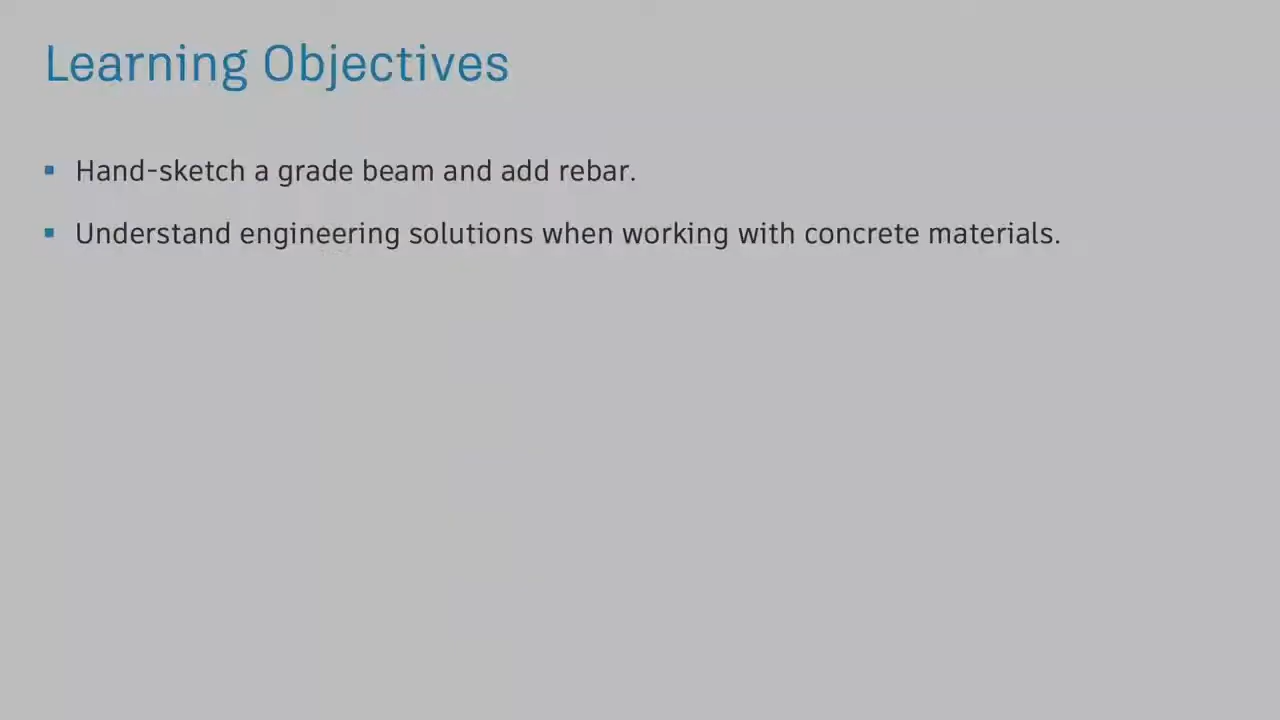 Learning Objectives
▪ Hand-sketch a grade beam and add rebar.
▪ Understand engineering solutions when working with concrete materials.